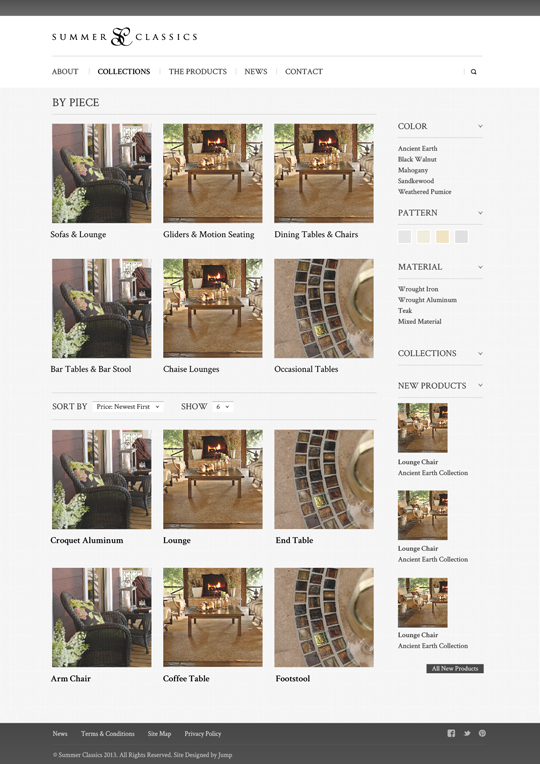 SUMMER SC CLASSICS
ABOUT COLLECTIONS THE PRODUCTS NEWS CONTACT
BY PIECE
Sofas & Lounge Gliders & Motion Seating Dining Tables & Chairs
Bar Tables & Bar Stool Chaise Lounges Occasional Tables
SORT BY Price: Newest First SHOW 6
Croquet Aluminum Lounge End Table
Arm Chair Coffee Table Footstool
COLOR
Ancient Earth
Black Walnut
Mahogany
Sandkewood
Weathered Pumice
PATTERN
MATERIAL
Wrought Iron
Wrought Aluminum
Teak
Mixed Material
COLLECTIONS
NEW PRODUCTS
Lounge Chair
Ancient Earth Collection
Lounge Chair
Ancient Earth Collection
Lounge Chair
Ancient Earth Collection
All New Products
News Terms & Conditions Site Map Privacy Policy
© Summer Classics 2013. All Rights Reserved. Site Designed by Jump